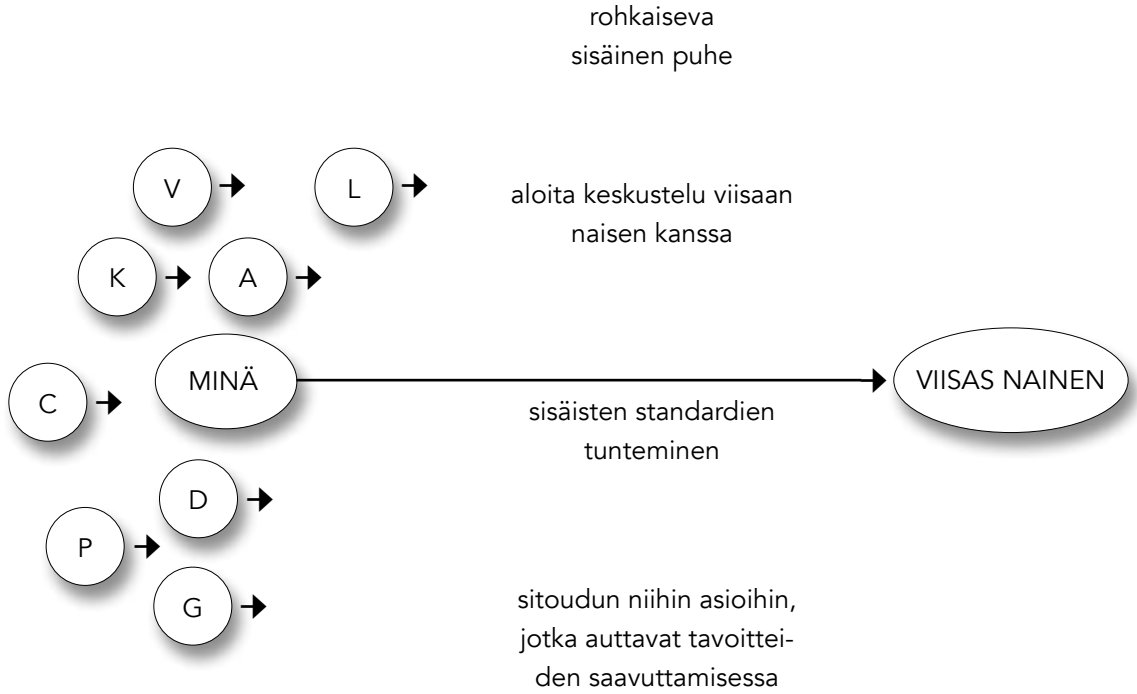 rohkaiseva
sisäinen puhe
V
L
aloita keskustelu viisaan
naisen kanssa
K
A
MINÄ
VIISAS NAINEN
C
sisäisten standardien
tunteminen
D
P
G
sitoudun niihin asioihin,
jotka auttavat tavoittei-
den saavuttamisessa